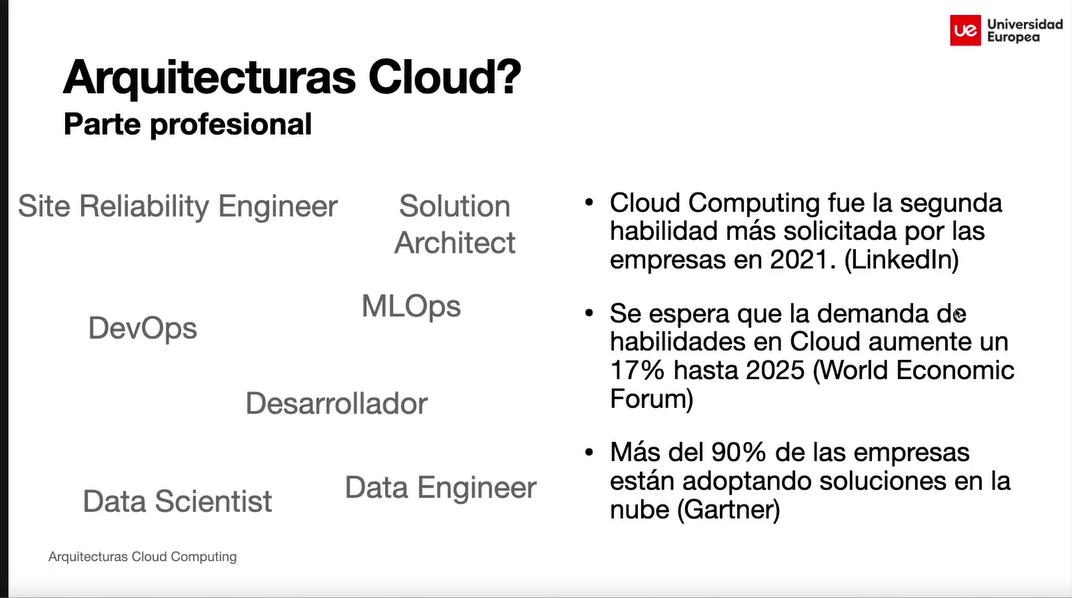 ue Universidad
Europea
Arquitecturas Cloud?
Parte profesional
Site Reliability Engineer
Solution
Architect
MLOps
DevOps
Desarrollador
Data Engineer
Data Scientist
• Cloud Computing fue la segunda
habilidad más solicitada por las
empresas en 2021. (LinkedIn)
• Se espera que la demanda de
habilidades en Cloud aumente un
17% hasta 2025 (World Economic
Forum)
• Más del 90% de las empresas
están adoptando soluciones en la
nube (Gartner)
Arquitecturas Cloud Computing